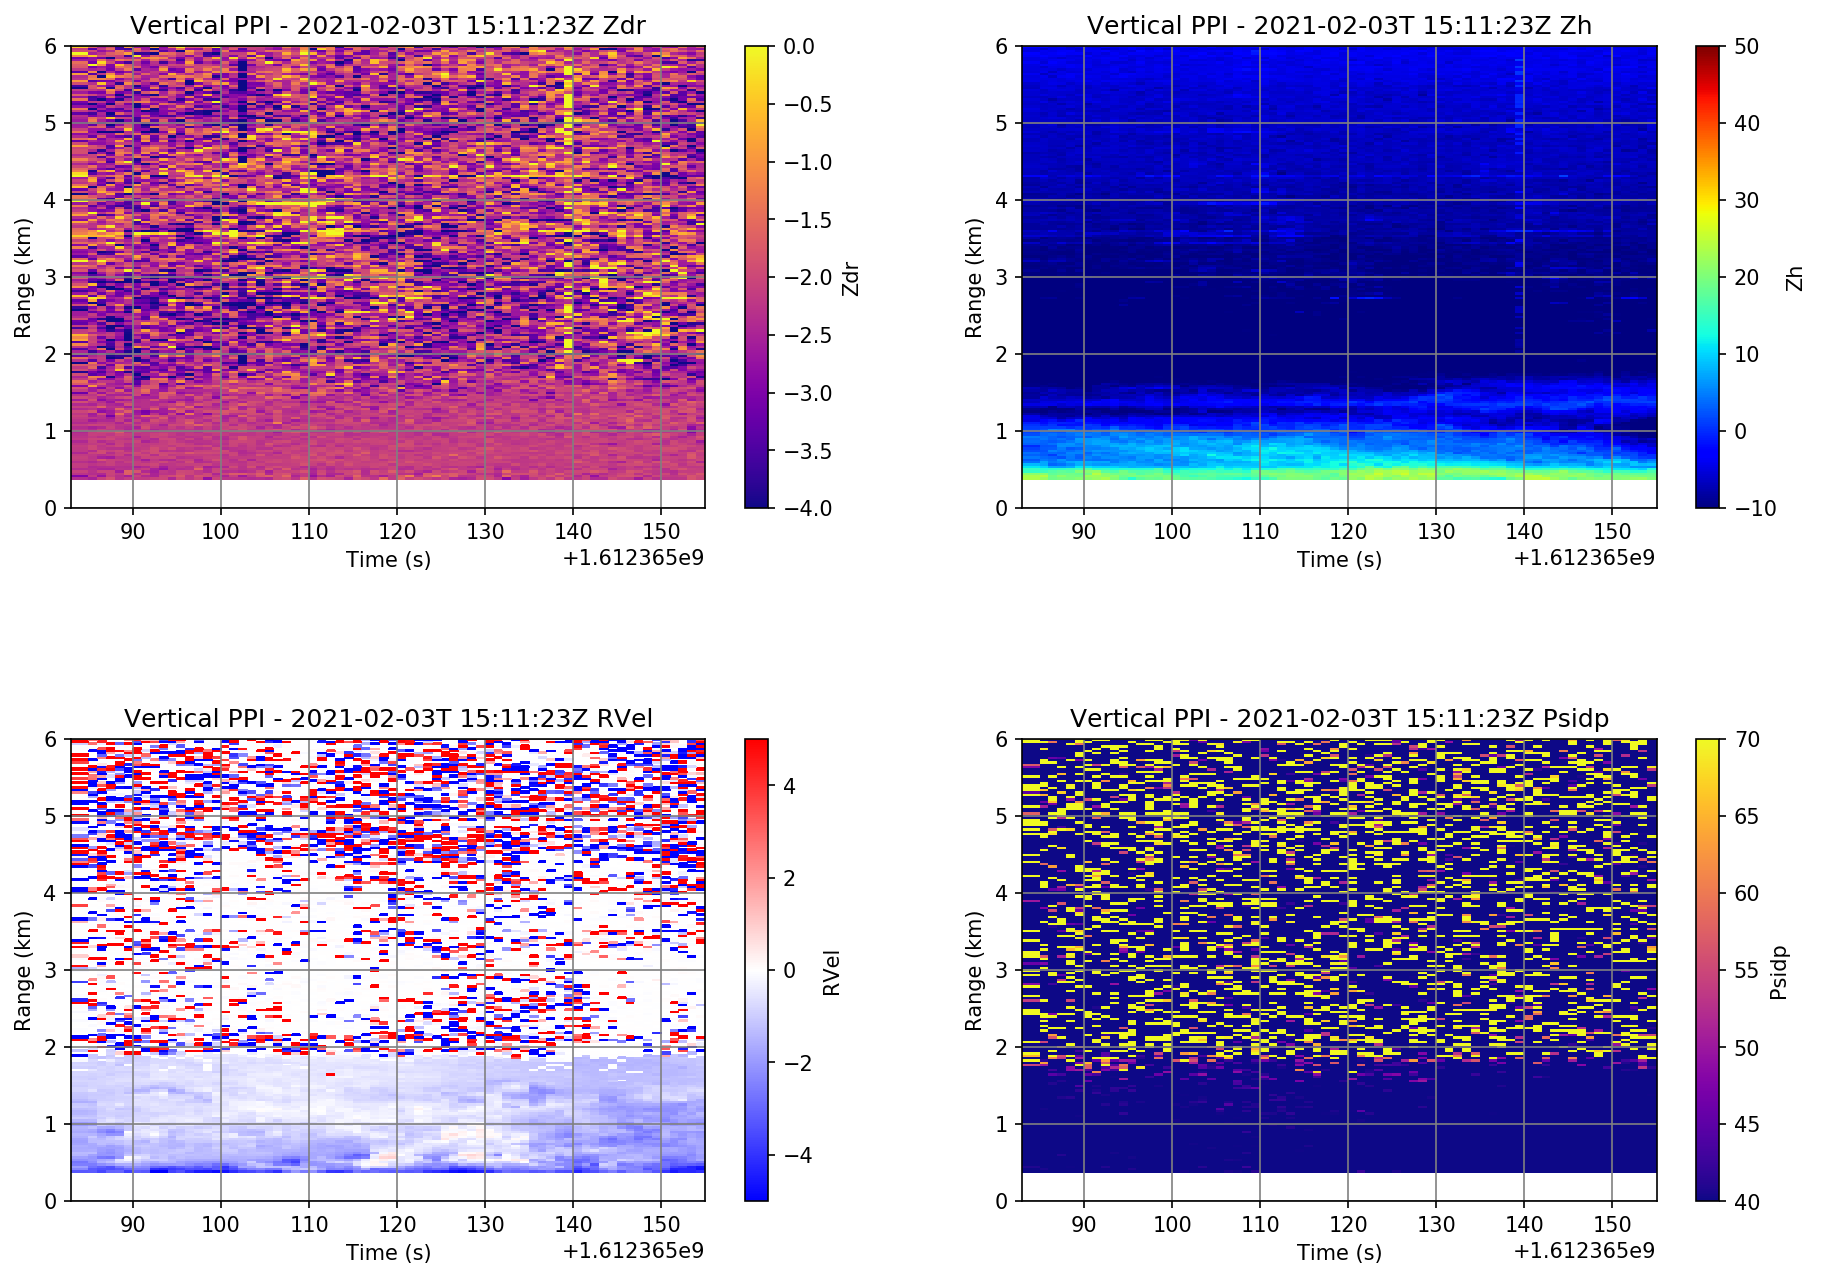 Vertical PPI - 2021-02-03T 15:11:23Z Zdr
6
5
4
3
2
1
0
Range (km)
90 100 110 120 130 140 150
Time (s)
+1.612365e9
0.0
−0.5
−1.0
−1.5
−2.0
−2.5
−3.0
−3.5
−4.0
Zdr
Vertical PPI - 2021-02-03T 15:11:23Z Zh
6
5
4
3
2
1
0
Range (km)
90 100 110 120 130 140 150
Time (s)
+1.612365e9
50
40
30
20
10
0
−10
Zh
Vertical PPI - 2021-02-03T 15:11:23Z RVel
6
5
4
3
2
1
0
Range (km)
90 100 110 120 130 140 150
Time (s)
+1.612365e9
4
2
0
−2
−4
RVel
Vertical PPI - 2021-02-03T 15:11:23Z Psidp
6
5
4
3
2
1
0
Range (km)
90 100 110 120 130 140 150
Time (s)
+1.612365e9
70
65
60
55
50
45
40
Psidp